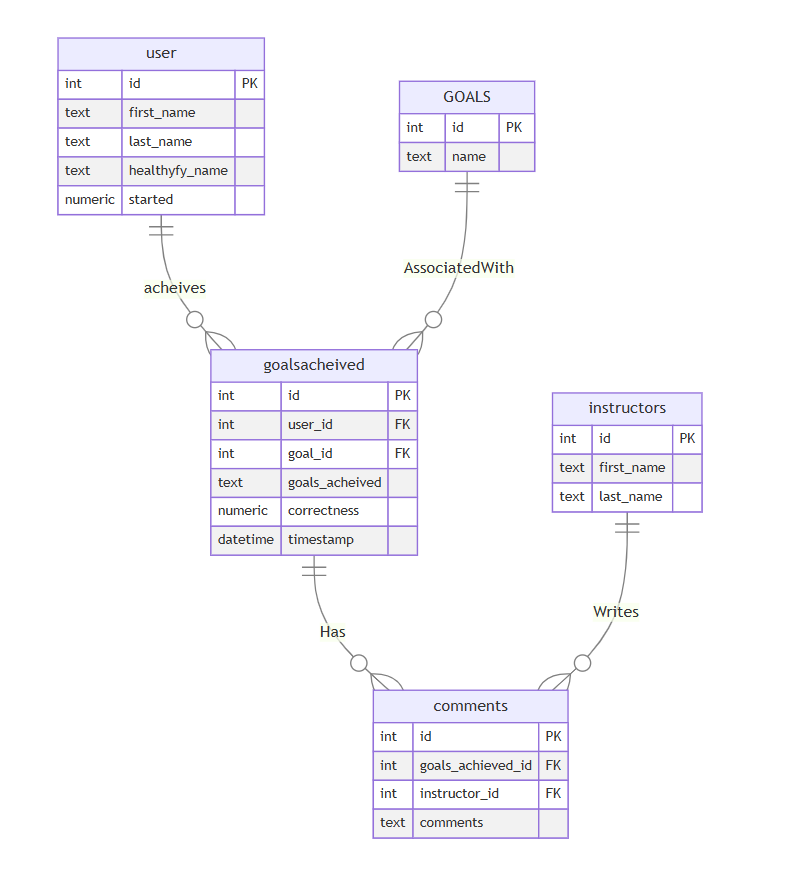 user
int id PK
text first_name
text last_name
text healthyfy_name
numeric started
GOALS
int id PK
text name
acheives
AssociatedWith
goalsacheived
int id PK
int user_id FK
int goal_id FK
text goals_acheived
numeric correctness
datetime timestamp
instructors
int id PK
text first_name
text last_name
Has
Writes
comments
int id PK
int goals_achieved_id FK
int instructor_id FK
text comments